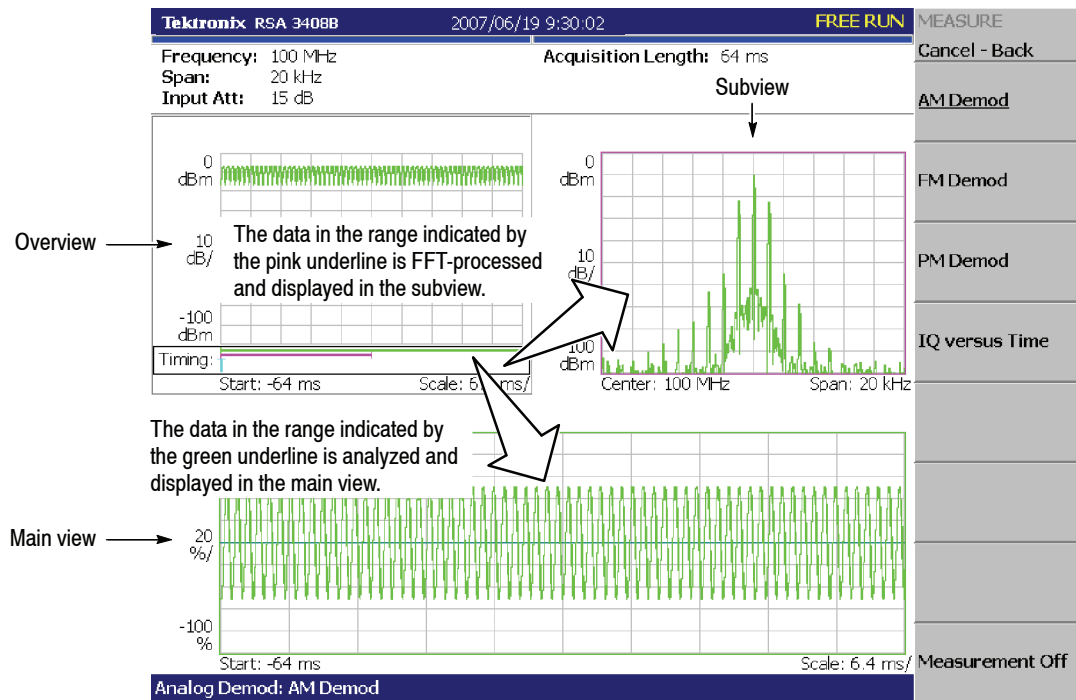 Tektronix RSA 3408B 2007/06/19 9:30:02 FREE RUN
MEASURE
Cancel - Back
Frequency: 100 MHz
Span: 20 kHz
Input Att: 15 dB
Acquisition Length: 64 ms
Subview
AM Demod
FM Demod
PM Demod
IQ versus Time
Measurement Off
Overview
0
dBm
10
dB/
-100
dBm
The data in the range indicated by
the pink underline is FFT-processed
and displayed in the subview.
Timing:
Start: -64 ms Scale: ms/
0
dBm
10
dB/
100
dBm
Center: 100 MHz Span: 20 kHz
The data in the range indicated by
the green underline is analyzed and
displayed in the main view.
Main view
20
%/
-100
%
Start: -64 ms Scale: 6.4 ms/
Analog Demod: AM Demod